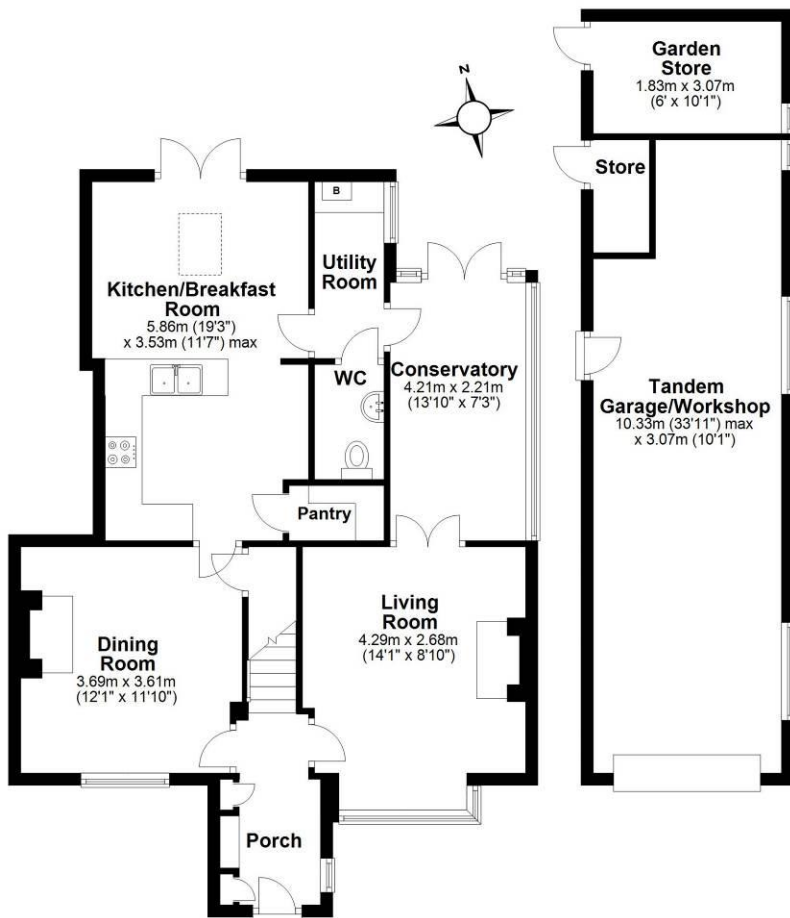 Garden
Store
1.83m x 3.07m
(6' x 10'1")
N
Store
B
Utility
Room
Kitchen/Breakfast
Room
5.86m (19'3")
x 3.53m (11'7") max
WC
Conservatory
4.21m x 2.21m
(13'10" x 7'3")
Tandem
Garage/Workshop
10.33m (33'11") max
x 3.07m (10'1")
Pantry
Living
Room
4.29m x 2.68m
(14'1" x 8'10")
Dining
Room
3.69m x 3.61m
(12'1" x 11'10")
Porch